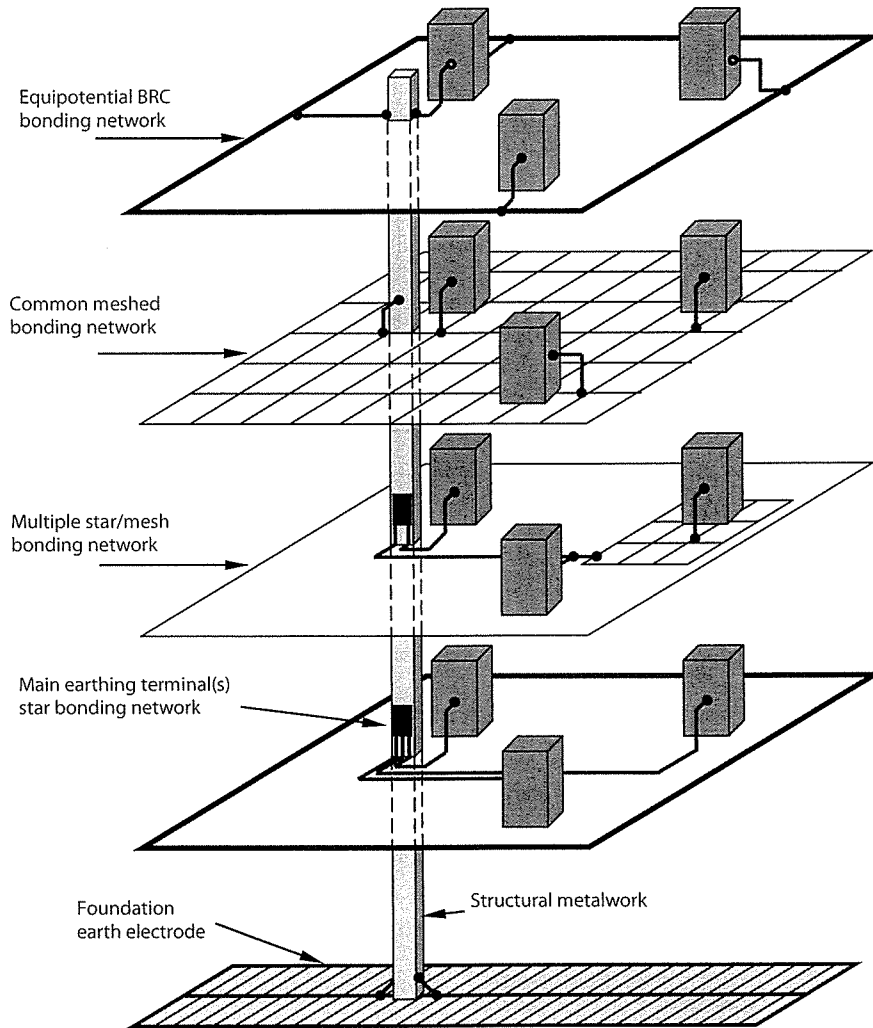 Equipotential BRC
bonding network
Common meshed
bonding network
Multiple star/mesh
bonding network
Main earthing terminal(s)
star bonding network
Structural metalwork
Foundation
earth electrode